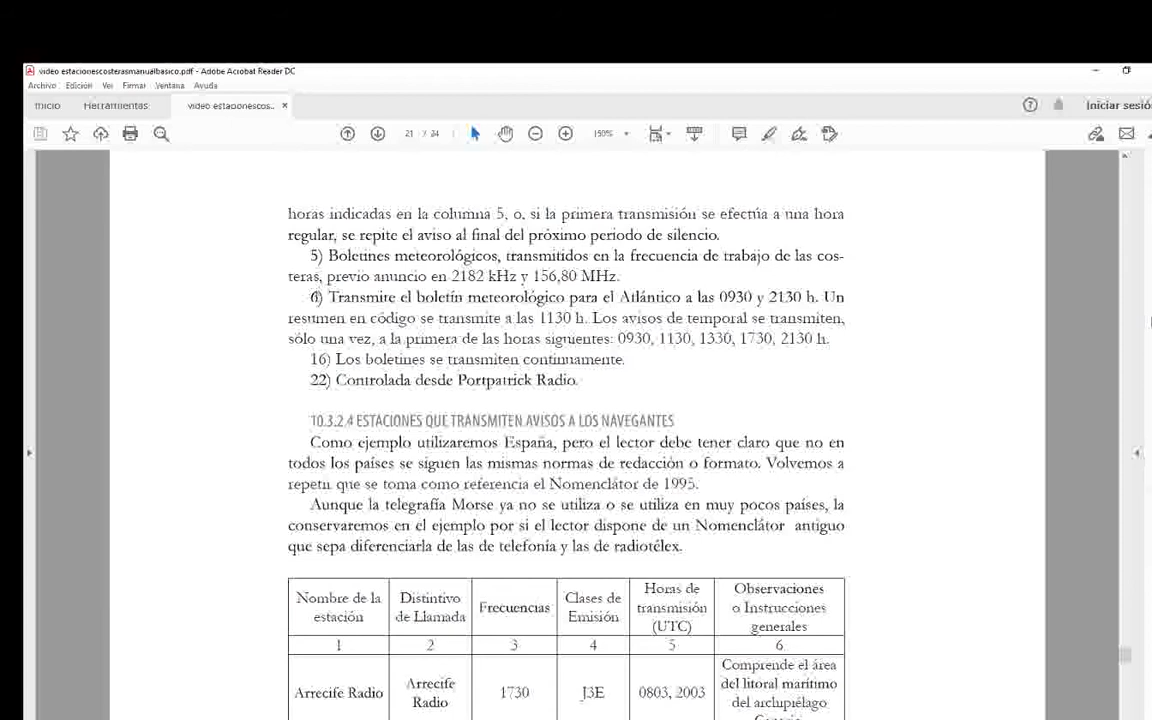 video estacionescosterasmanualbasico.pdf - Adobe Acrobat Reader DC
Archivo Edición Ver Firmar Ventana Ayuda
Inicio Herramientas video estacionescos.. × Iniciar sesió
21 / 34 150%
horas indicadas en la columna 5, o, si la primera transmisión se efectúa a una hora
regular, se repite el aviso al final del próximo periodo de silencio.
5) Boletines meteorológicos, transmitidos en la frecuencia de trabajo de las cos-
teras, previo anuncio en 2182 kHz y 156,80 MHz.
6) Transmite el boletín meteorológico para el Atlántico a las 0930 y 2130 h. Un
resumen en código se transmite a las 1130 h. Los avisos de temporal se transmiten,
sólo una vez, a la primera de las horas siguientes: 0930, 1130, 1330, 1730, 2130 h.
16) Los boletines se transmiten continuamente.
22) Controlada desde Portpatrick Radio.
10.3.2.4 ESTACIONES QUE TRANSMITEN AVISOS A LOS NAVEGANTES
Como ejemplo utilizaremos España, pero el lector debe tener claro que no en
todos los países se siguen las mismas normas de redacción o formato. Volvemos a
repetir que se toma como referencia el Nomenclátor de 1995.
Aunque la telegrafía Morse ya no se utiliza o se utiliza en muy pocos países, la
conservaremos en el ejemplo por si el lector dispone de un Nomenclátor antiguo
que sepa diferenciarla de las de telefonía y las de radiotélex.
Nombre de la estación
Distintivo de Llamada
Frecuencias
Clases de Emisión
Horas de transmisión (UTC)
Observaciones o Instrucciones generales
1 2 3 4 5 6
Arrecife Radio
Arrecife Radio
1730
J3E
0803, 2003
Comprende el área
del litoral marítimo
del archipiélago